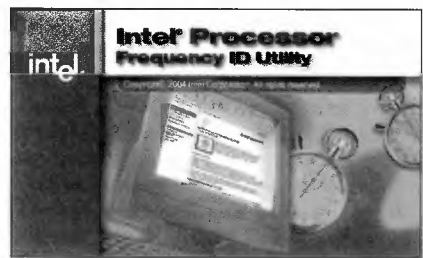 intel
Intel® Processor
Frequency ID Utility
Copyright 2004 Intel Corporation. All rights reserved.